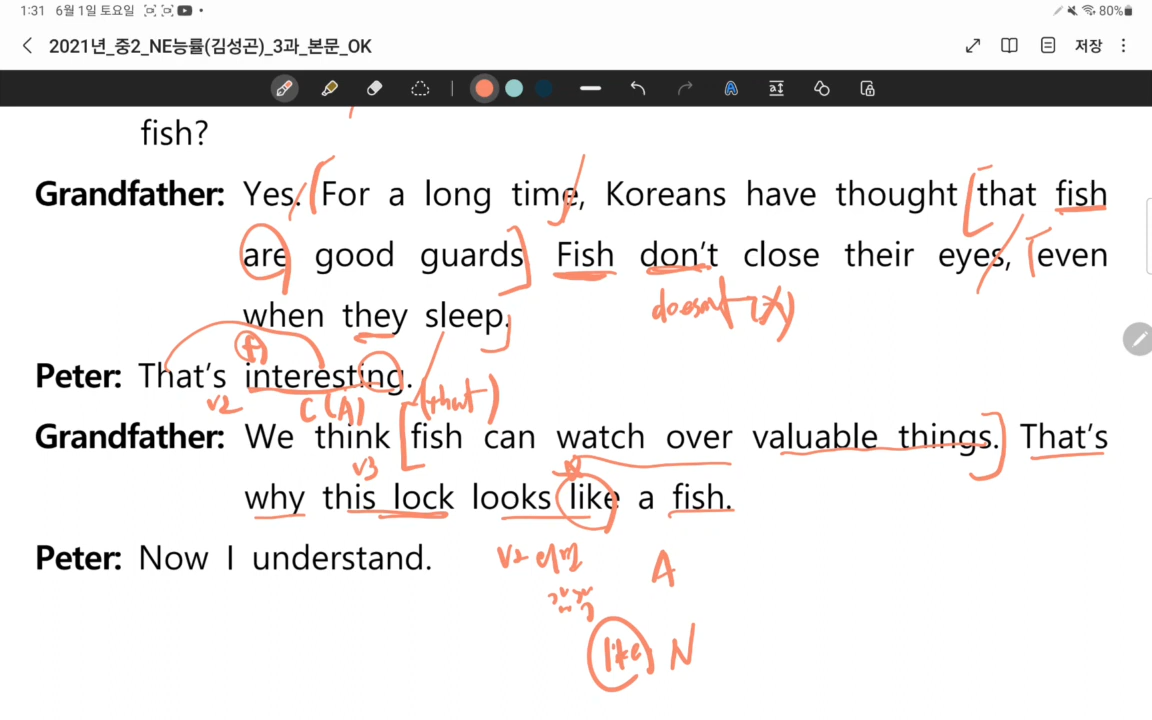 1:31 6월 1일 토요일 80%
2021년_중2_NE능률(김성곤)_3과_본문_OK 저장
fish?
Grandfather: Yes. For a long time, Koreans have thought that fish
are good guards. Fish don't close their eyes, even
doesn't (X)
when they sleep.
Peter: That's interesting.
V2 C (A) (that)
Grandfather: We think fish can watch over valuable things. That's
V3
why this lock looks like a fish.
Peter: Now I understand.
V2 A
like N